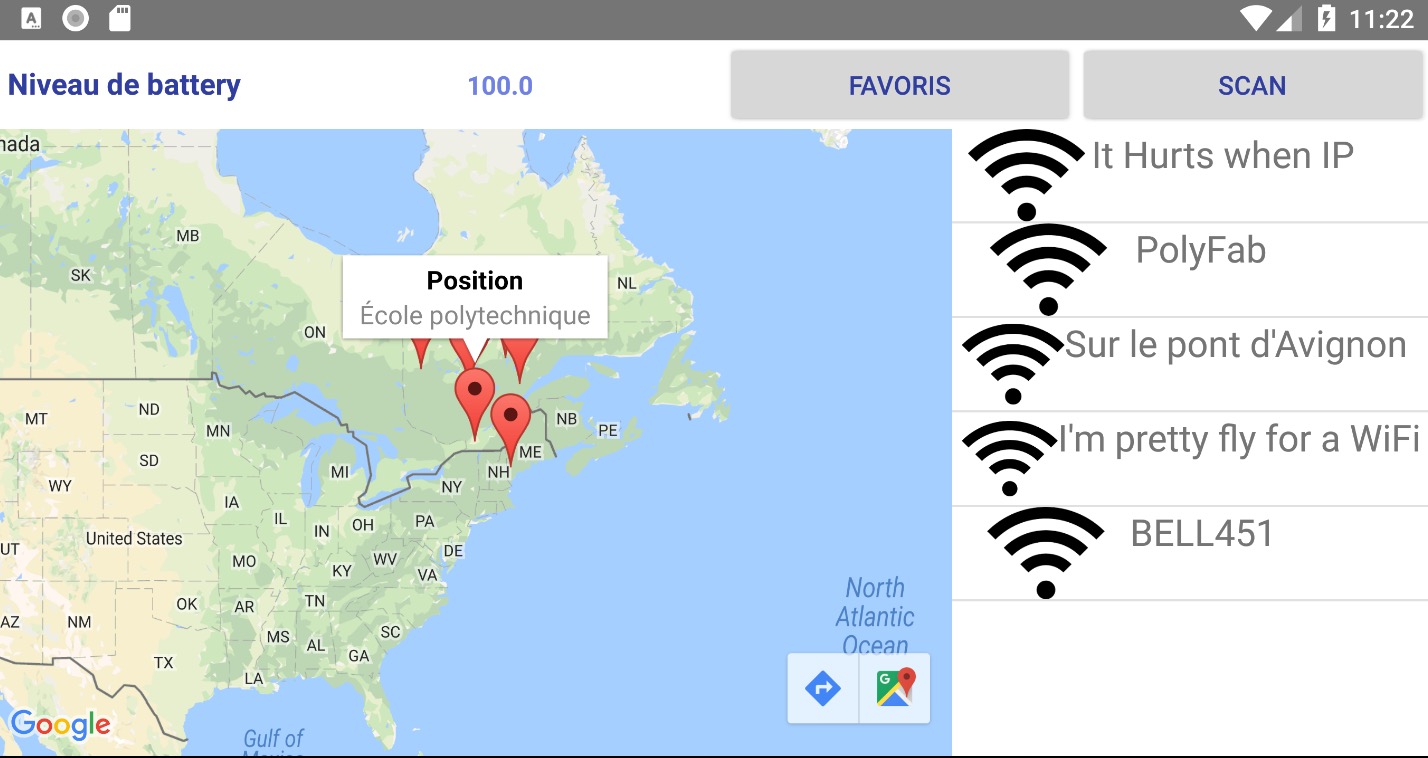 11:22
Niveau de battery
100.0
FAVORIS
SCAN
nada
MB
SK
Position
École polytechnique
NL
ON
MT
ND
MN
NB
PE
SD
MI
ME
NH
WY
NY
IA
IL
IN
OH
PA
United States
UT
MO
KY
WV
DE
VA
OK
AR
TN
AZ
NM
MS
AL
SC
GA
TX
LA
North
Atlantic
Ocean
Google
Gulf of
Mexico
It Hurts when IP
PolyFab
Sur le pont d'Avignon
I'm pretty fly for a WiFi
BELL451